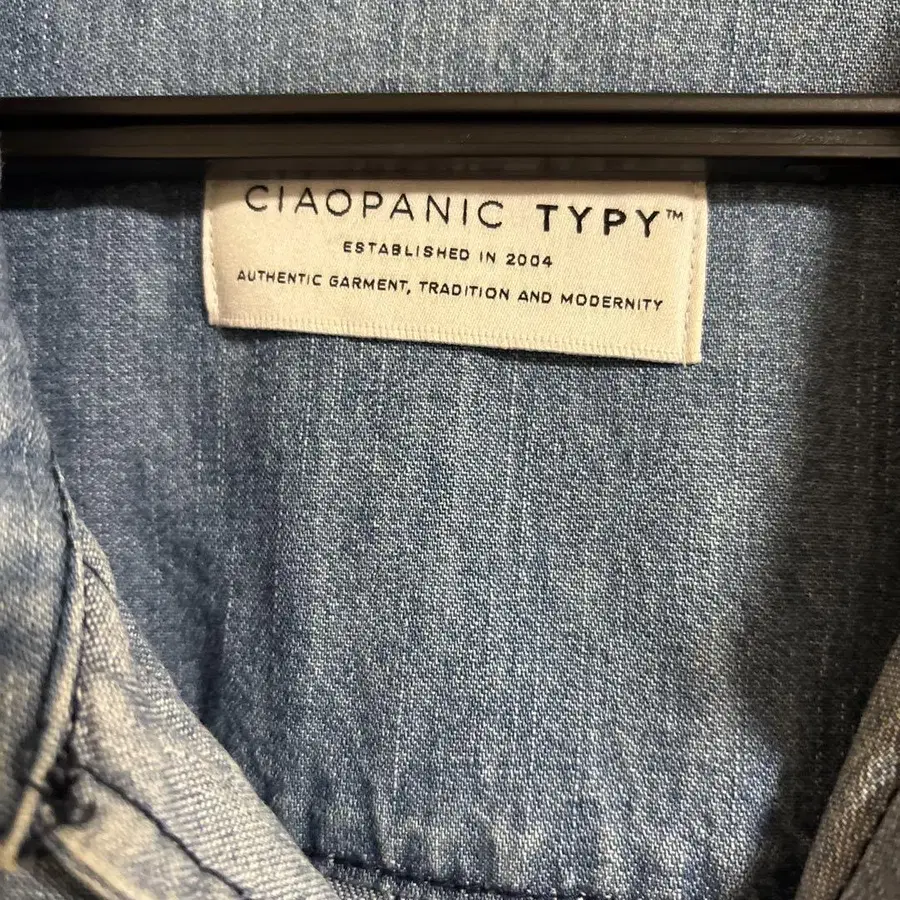 CIAOPANIC TYPY™
ESTABLISHED IN 2004
AUTHENTIC GARMENT, TRADITION AND MODERNITY